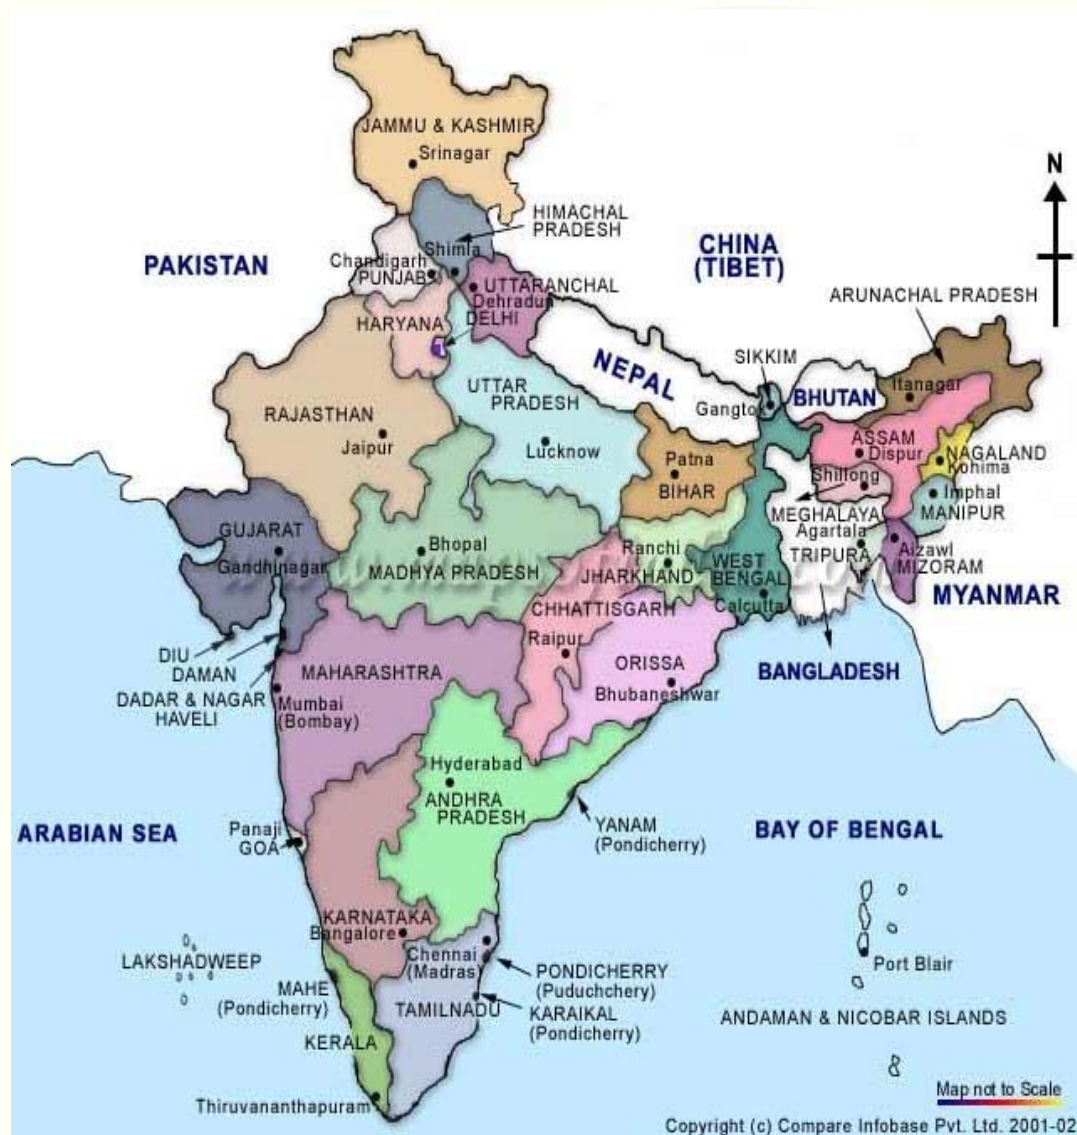 JAMMU & KASHMIR
Srinagar
N
HIMACHAL
PRADESH
Shimla
CHINA
(TIBET)
PAKISTAN
Chandigarh
PUNJAB
UTTARANCHAL
Dehradun
DELHI
HARYANA
ARUNACHAL PRADESH
SIKKIM
NEPAL
BHUTAN
Itanagar
Gangtok
UTTAR
PRADESH
RAJASTHAN
Jaipur
Lucknow
ASSAM
Dispur
NAGALAND
Kohima
Patna
BIHAR
Shillong
Imphal
MANIPUR
MEGHALAYA
Agartala
TRIPURA
GUJARAT
Gandhinagar
Bhopal
MADHYA PRADESH
Ranchi
JHARKHAND
WEST
BENGAL
Calcutta
Aizawl
MIZORAM
MYANMAR
CHHATTISGARH
Raipur
DIU
DAMAN
DADAR & NAGAR
HAVELI
MAHARASHTRA
ORISSA
Bhubaneshwar
BANGLADESH
Mumbai
(Bombay)
Hyderabad
ANDHRA
PRADESH
ARABIAN SEA
Panaji
GOA
YANAM
(Pondicherry)
BAY OF BENGAL
KARNATAKA
Bangalore
Chennai
(Madras)
LAKSHADWEEP
MAHE
(Pondicherry)
PONDICHERRY
(Puduchchery)
Port Blair
TAMILNADU
KARAIKAL
(Pondicherry)
ANDAMAN & NICOBAR ISLANDS
KERALA
Thiruvananthapuram
Map not to Scale
Copyright (c) Compare Infobase Pvt. Ltd. 2001-02